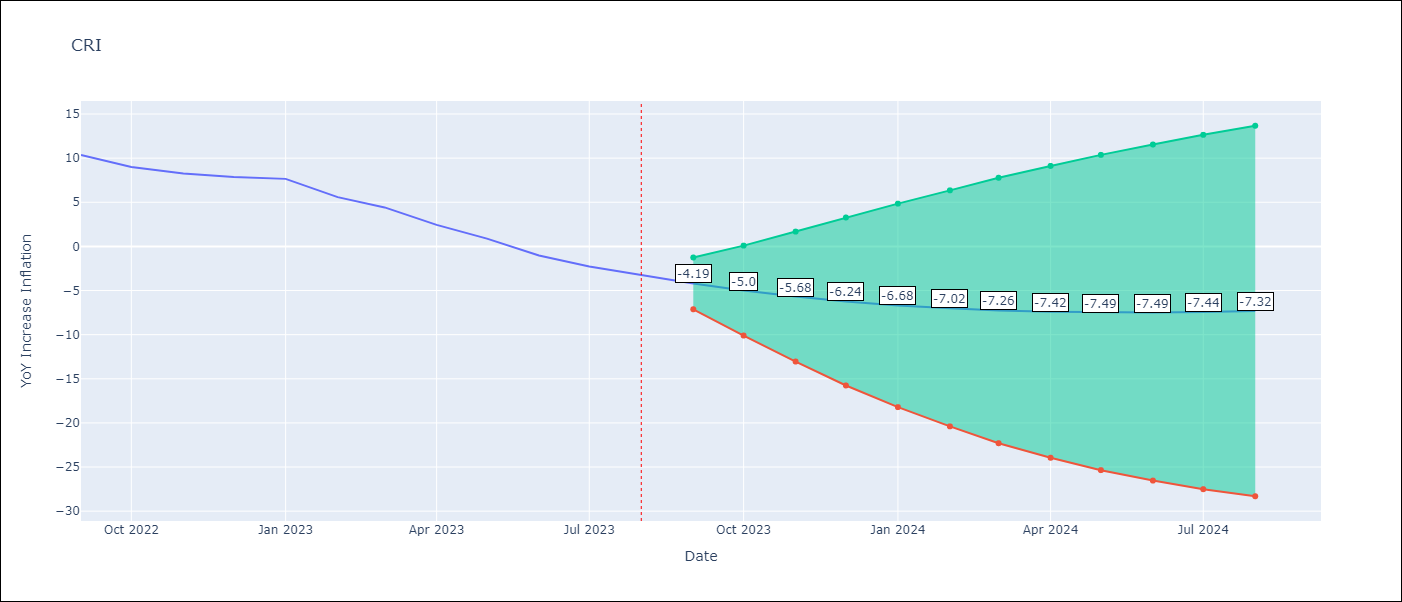 CRI
YoY Increase Inflation
15
10
5
0
−5
−10
−15
−20
−25
−30
-4.19
-5.0
-5.68
-6.24
-6.68
-7.02
-7.26
-7.42
-7.49
-7.49
-7.44
-7.32
Oct 2022
Jan 2023
Apr 2023
Jul 2023
Oct 2023
Jan 2024
Apr 2024
Jul 2024
Date